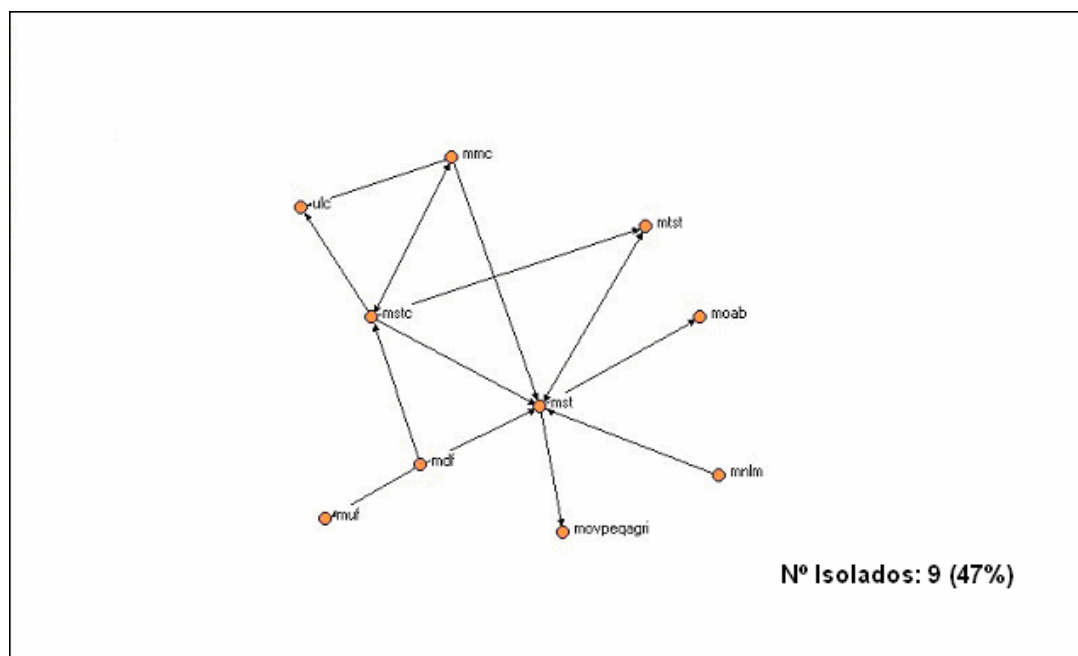 mmc
ulc
mtst
mstc
moab
mst
mdf
mnlm
muf
movpeqagri
Nº Isolados: 9 (47%)